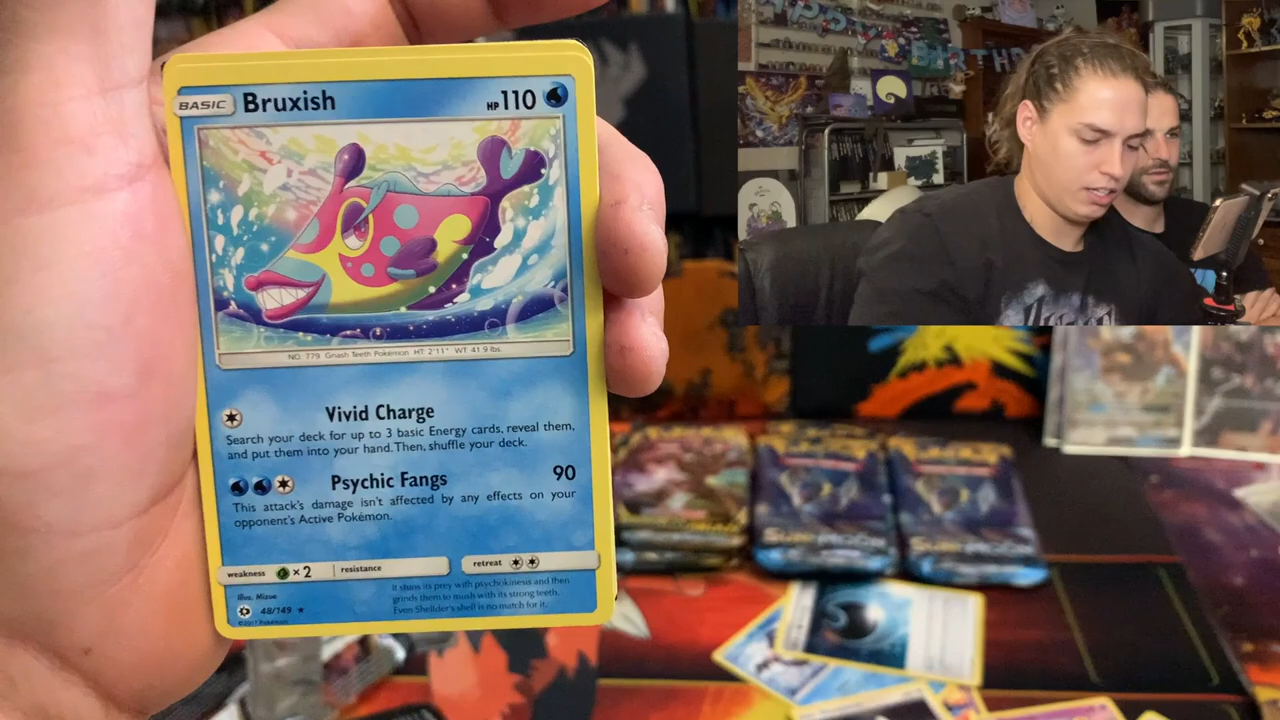 BASIC Bruxish HP 110
NO. 779 Gnash Teeth Pokémon HT: 2'11" WT: 41.9 lbs.
Vivid Charge
Search your deck for up to 3 basic Energy cards, reveal them,
and put them into your hand. Then, shuffle your deck.
Psychic Fangs 90
This attack's damage isn't affected by any effects on your
opponent's Active Pokémon.
weakness ×2 resistance retreat
It stuns its prey with psychokinesis and then
grinds them to mush with its strong teeth.
Even Shellder's shell is no match for it.
Illus. Mizue
48/149 ★
©2017 Pokémon